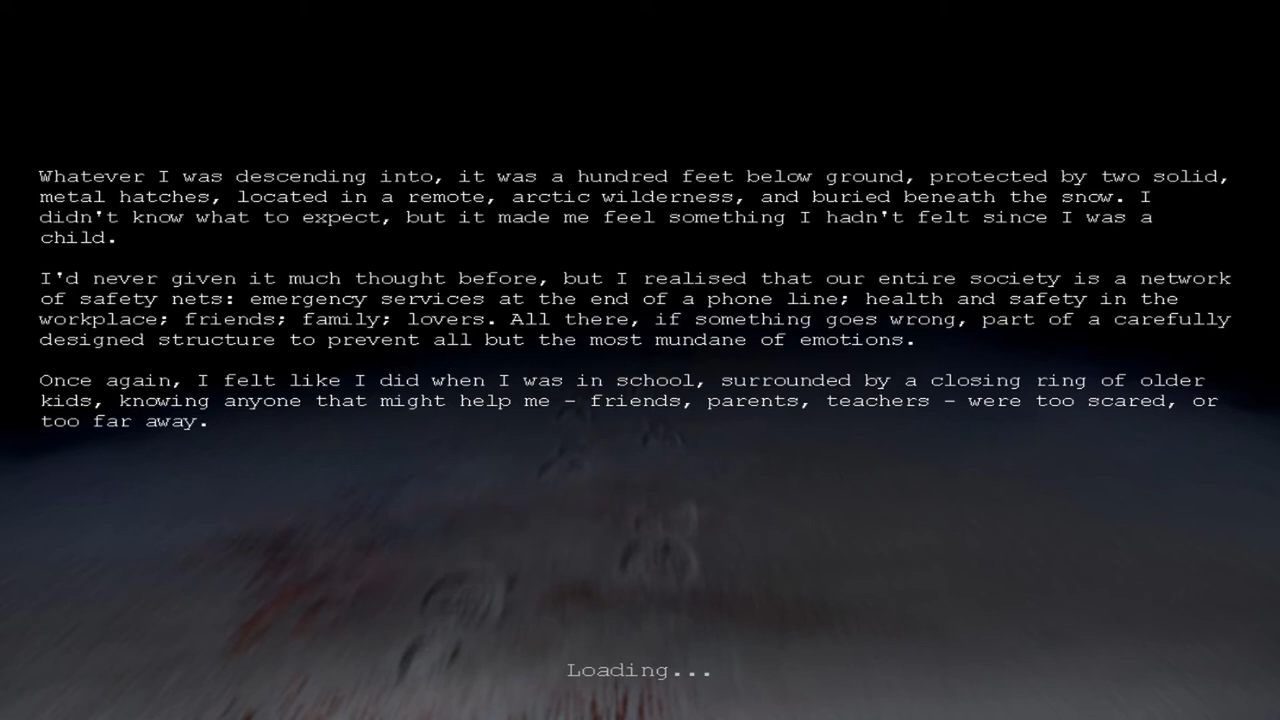 Whatever I was descending into, it was a hundred feet below ground, protected by two solid,
metal hatches, located in a remote, arctic wilderness, and buried beneath the snow. I
didn't know what to expect, but it made me feel something I hadn't felt since I was a
child.
I'd never given it much thought before, but I realised that our entire society is a network
of safety nets: emergency services at the end of a phone line; health and safety in the
workplace; friends; family; lovers. All there, if something goes wrong, part of a carefully
designed structure to prevent all but the most mundane of emotions.
Once again, I felt like I did when I was in school, surrounded by a closing ring of older
kids, knowing anyone that might help me - friends, parents, teachers - were too scared, or
too far away.
Loading...